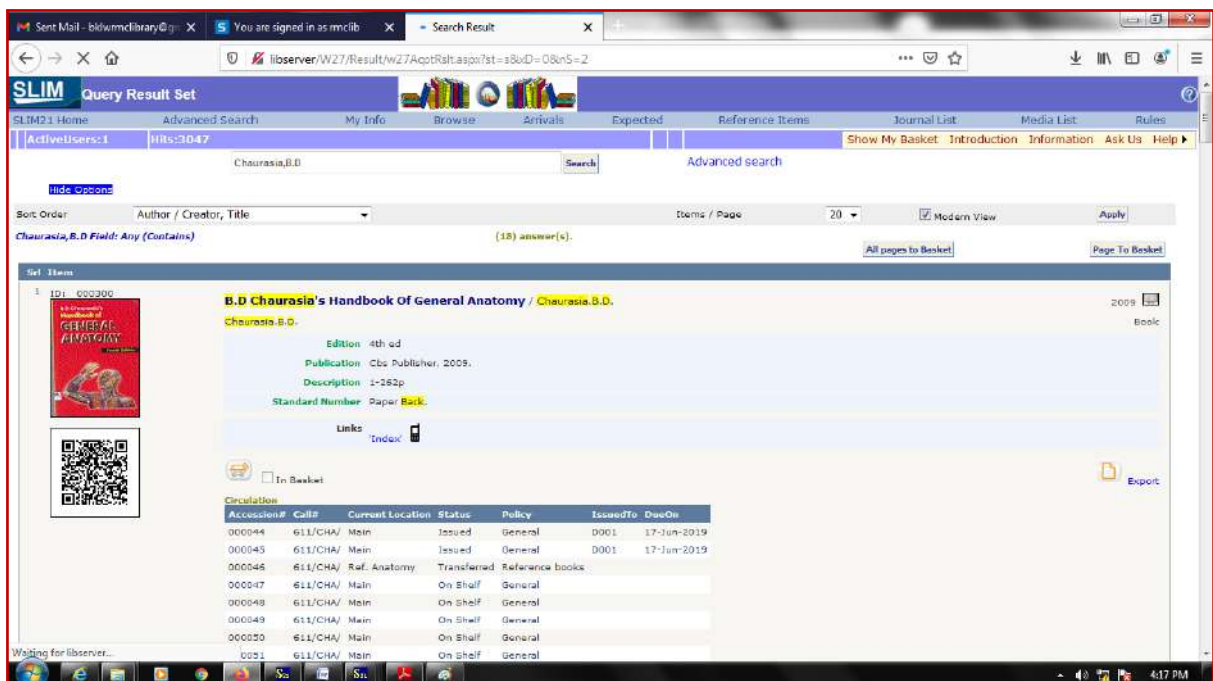 Sent Mail - bldwrmclibrary@gm X You are signed in as rmclib X Search Result X
libserver/W27/Result/w27AcptRslt.aspx?st=s&xD=0&nS=2
SLIM Query Result Set
SLIM21 Home Advanced Search My Info Browse Arrivals Expected Reference Items Journal List Media List Rules
ActiveUsers:1 Hits:3047 Show My Basket Introduction Information Ask Us Help
Chaurasia,B.D Search Advanced search
Hide Options
Sort Order Author / Creator, Title Items / Page 20 Modern View Apply
Chaurasia,B.D Field: Any (Contains) (18) answer(s). All pages to Basket Page To Basket
Srl Item
1 ID: 000300
B.D Chaurasia's Handbook Of General Anatomy / Chaurasia.B.D. 2009
Chaurasia.B.D. Book
GENERAL
ANATOMY
Edition 4th ed
Publication Cbs Publisher, 2009.
Description 1-262p
Standard Number Paper Back.
Links 'Index'
In Basket Export
Circulation
Accession# Call# Current Location Status Policy IssuedTo DueOn
000044 611/CHA/ Main Issued General D001 17-Jun-2019
000045 611/CHA/ Main Issued General D001 17-Jun-2019
000046 611/CHA/ Ref. Anatomy Transferred Reference books
000047 611/CHA/ Main On Shelf General
000048 611/CHA/ Main On Shelf General
000049 611/CHA/ Main On Shelf General
000050 611/CHA/ Main On Shelf General
0051 611/CHA/ Main On Shelf General
Waiting for libserver...
4:17 PM